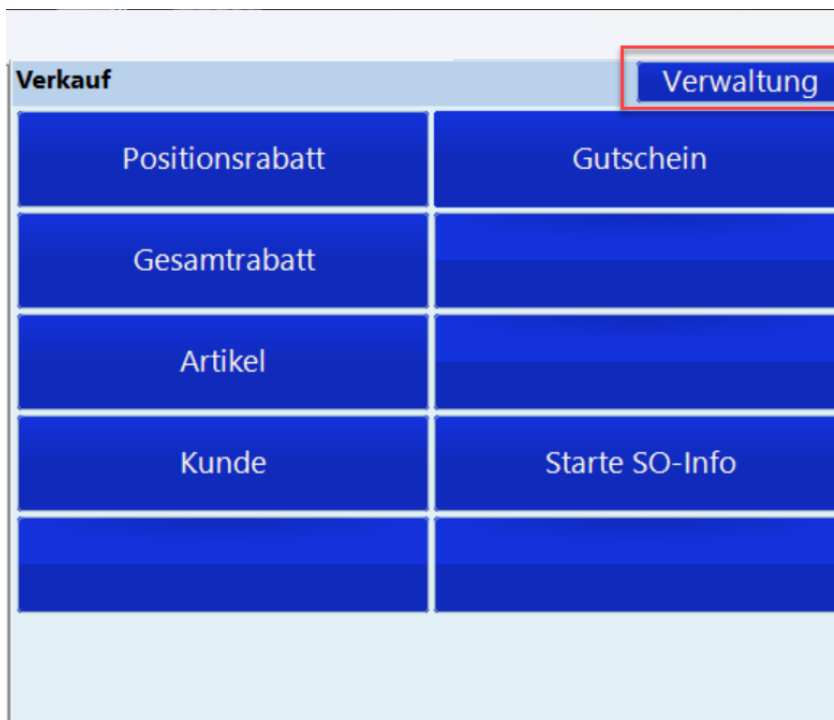 Verkauf
Verwaltung
Positionsrabatt
Gutschein
Gesamtrabatt
Artikel
Kunde
Starte SO-Info